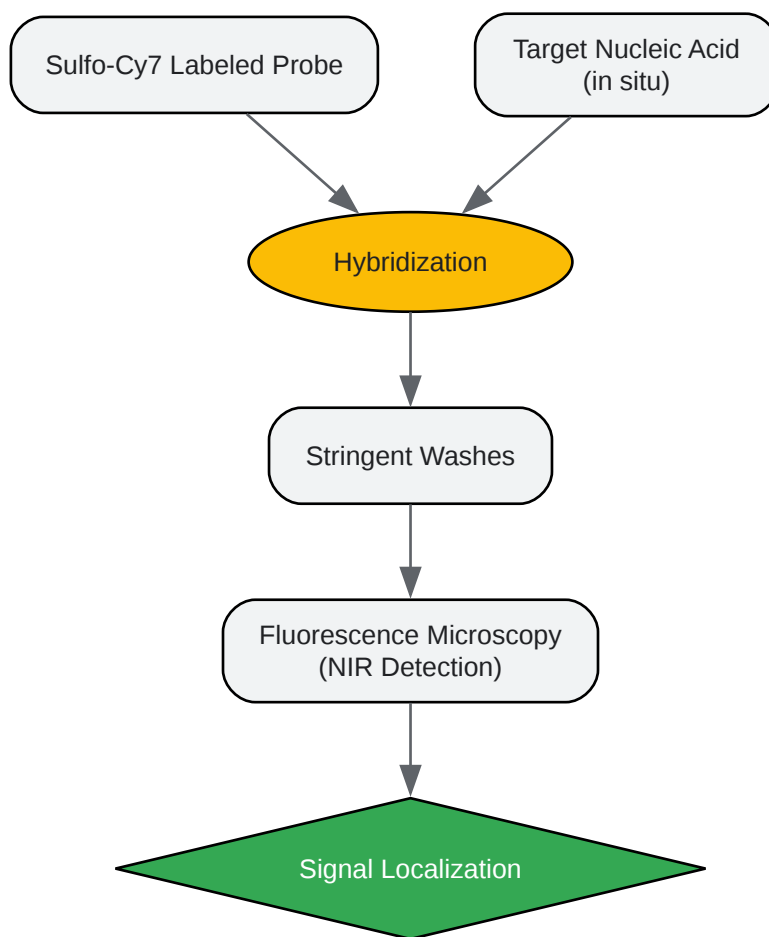 Sulfo-Cy7 Labeled Probe
Target Nucleic Acid
(in situ)
Hybridization
Stringent Washes
Fluorescence Microscopy
(NIR Detection)
Signal Localization